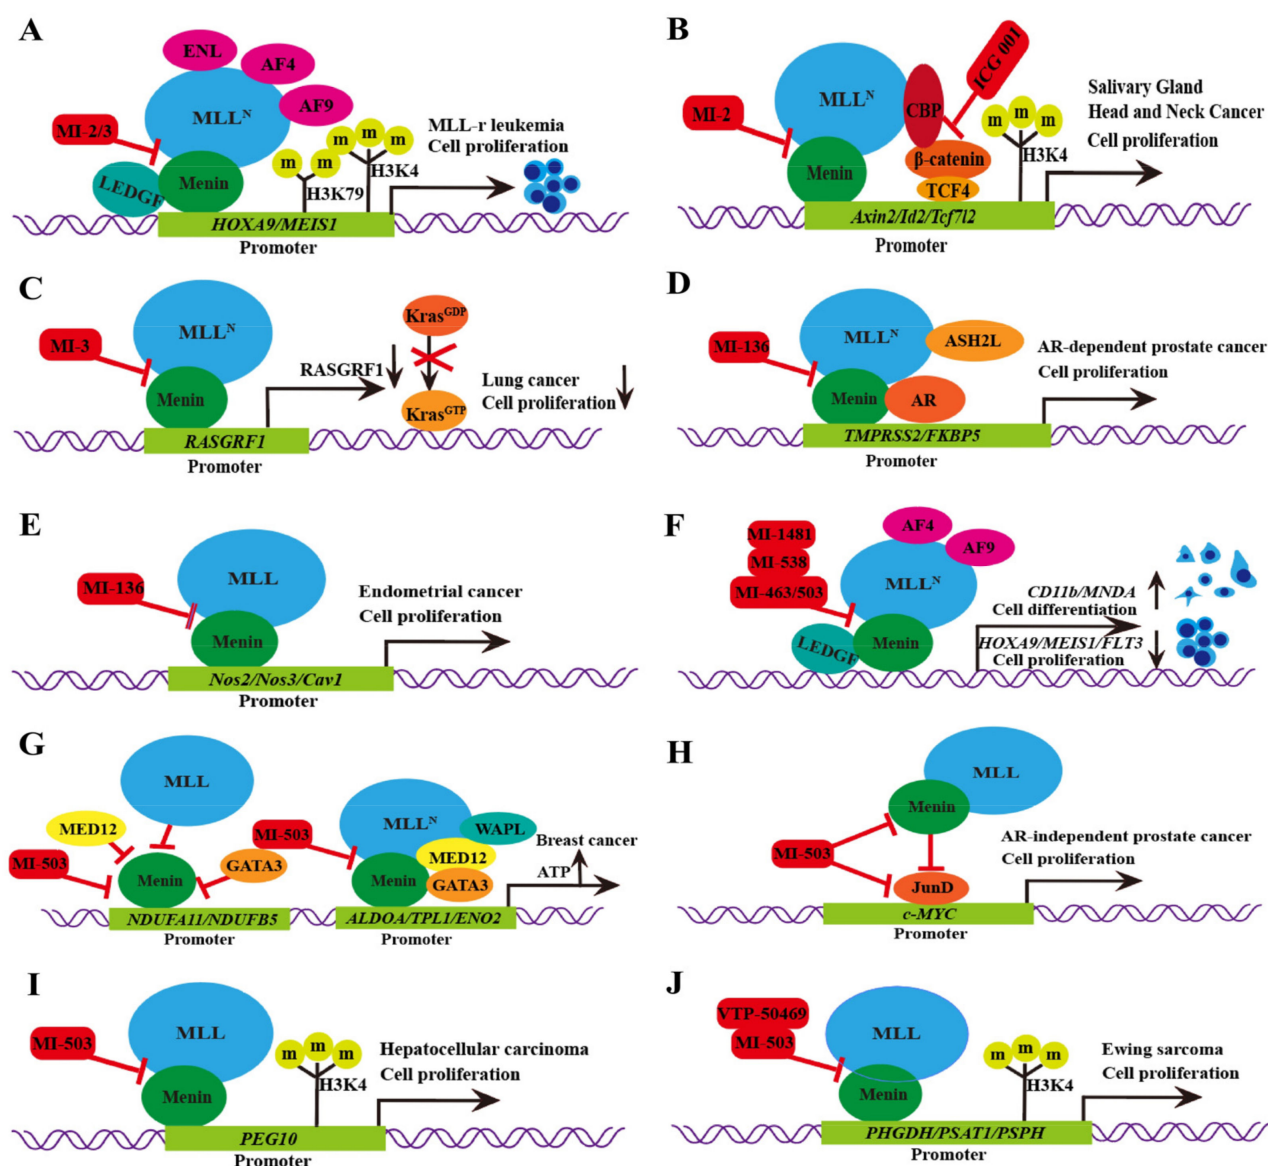 A
ENL
AF4
AF9
MLLᴺ
MI-2/3
m m m
m m
MLL-r leukemia
Cell proliferation
H3K4
H3K79
LEDGF
Menin
HOXA9/MEIS1
Promoter
B
ICG 001
MLLᴺ
CBP
MI-2
m m m
Salivary Gland
Head and Neck Cancer
Cell proliferation
H3K4
β-catenin
Menin
TCF4
Axin2/Id2/Tcf7l2
Promoter
C
MLLᴺ
MI-3
Menin
RASGRF1
Krasᴳᴰᴾ
Krasᴳᵀᴾ
Lung cancer
Cell proliferation
RASGRF1
Promoter
D
MLLᴺ
ASH2L
MI-136
AR-dependent prostate cancer
Cell proliferation
Menin
AR
TMPRSS2/FKBP5
Promoter
E
MLL
MI-136
Endometrial cancer
Cell proliferation
Menin
Nos2/Nos3/Cav1
Promoter
F
MI-1481
MI-538
MI-463/503
AF4
AF9
MLLᴺ
CD11b/MNDA
Cell differentiation
HOXA9/MEIS1/FLT3
Cell proliferation
LEDGF
Menin
G
MLL
MED12
MI-503
Menin
GATA3
NDUFA11/NDUFB5
Promoter
MI-503
MLLᴺ
WAPL
MED12
Menin
GATA3
Breast cancer
ATP
ALDOA/TPL1/ENO2
Promoter
H
MLL
Menin
MI-503
AR-independent prostate cancer
Cell proliferation
JunD
c-MYC
Promoter
I
MLL
MI-503
m m m
Hepatocellular carcinoma
Cell proliferation
H3K4
Menin
PEG10
Promoter
J
VTP-50469
MI-503
MLL
m m m
Ewing sarcoma
Cell proliferation
H3K4
Menin
PHGDH/PSAT1/PSPH
Promoter